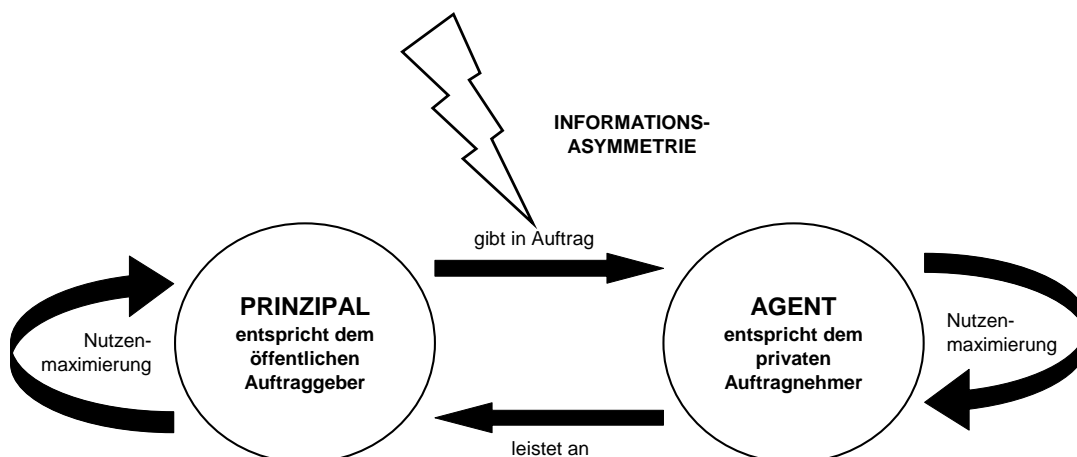 INFORMATIONS-
ASYMMETRIE
gibt in Auftrag
PRINZIPAL
entspricht dem
öffentlichen
Auftraggeber
AGENT
entspricht dem
privaten
Auftragnehmer
Nutzen-
maximierung
Nutzen-
maximierung
leistet an